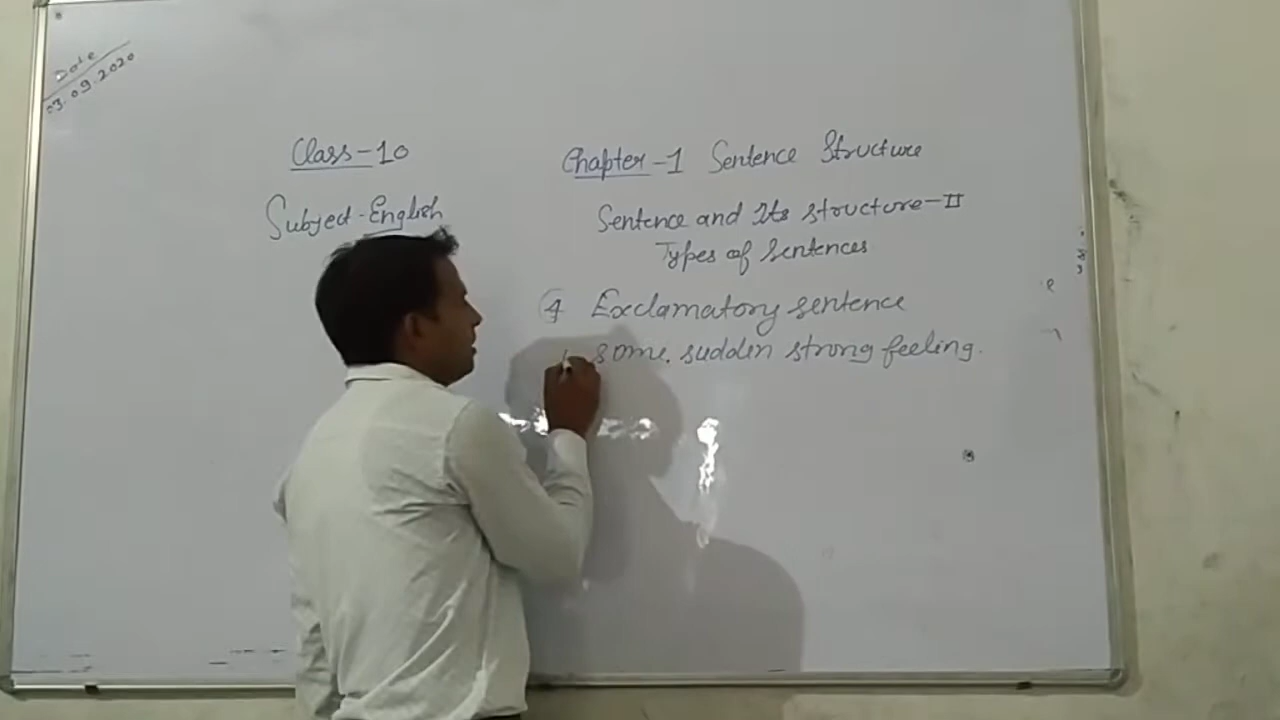 Date
03.09.2020
Class-10
Subject-English
Chapter-1 Sentence Structure
Sentence and Its structure-II
Types of Sentences
4 Exclamatory sentence
some sudden strong feeling.